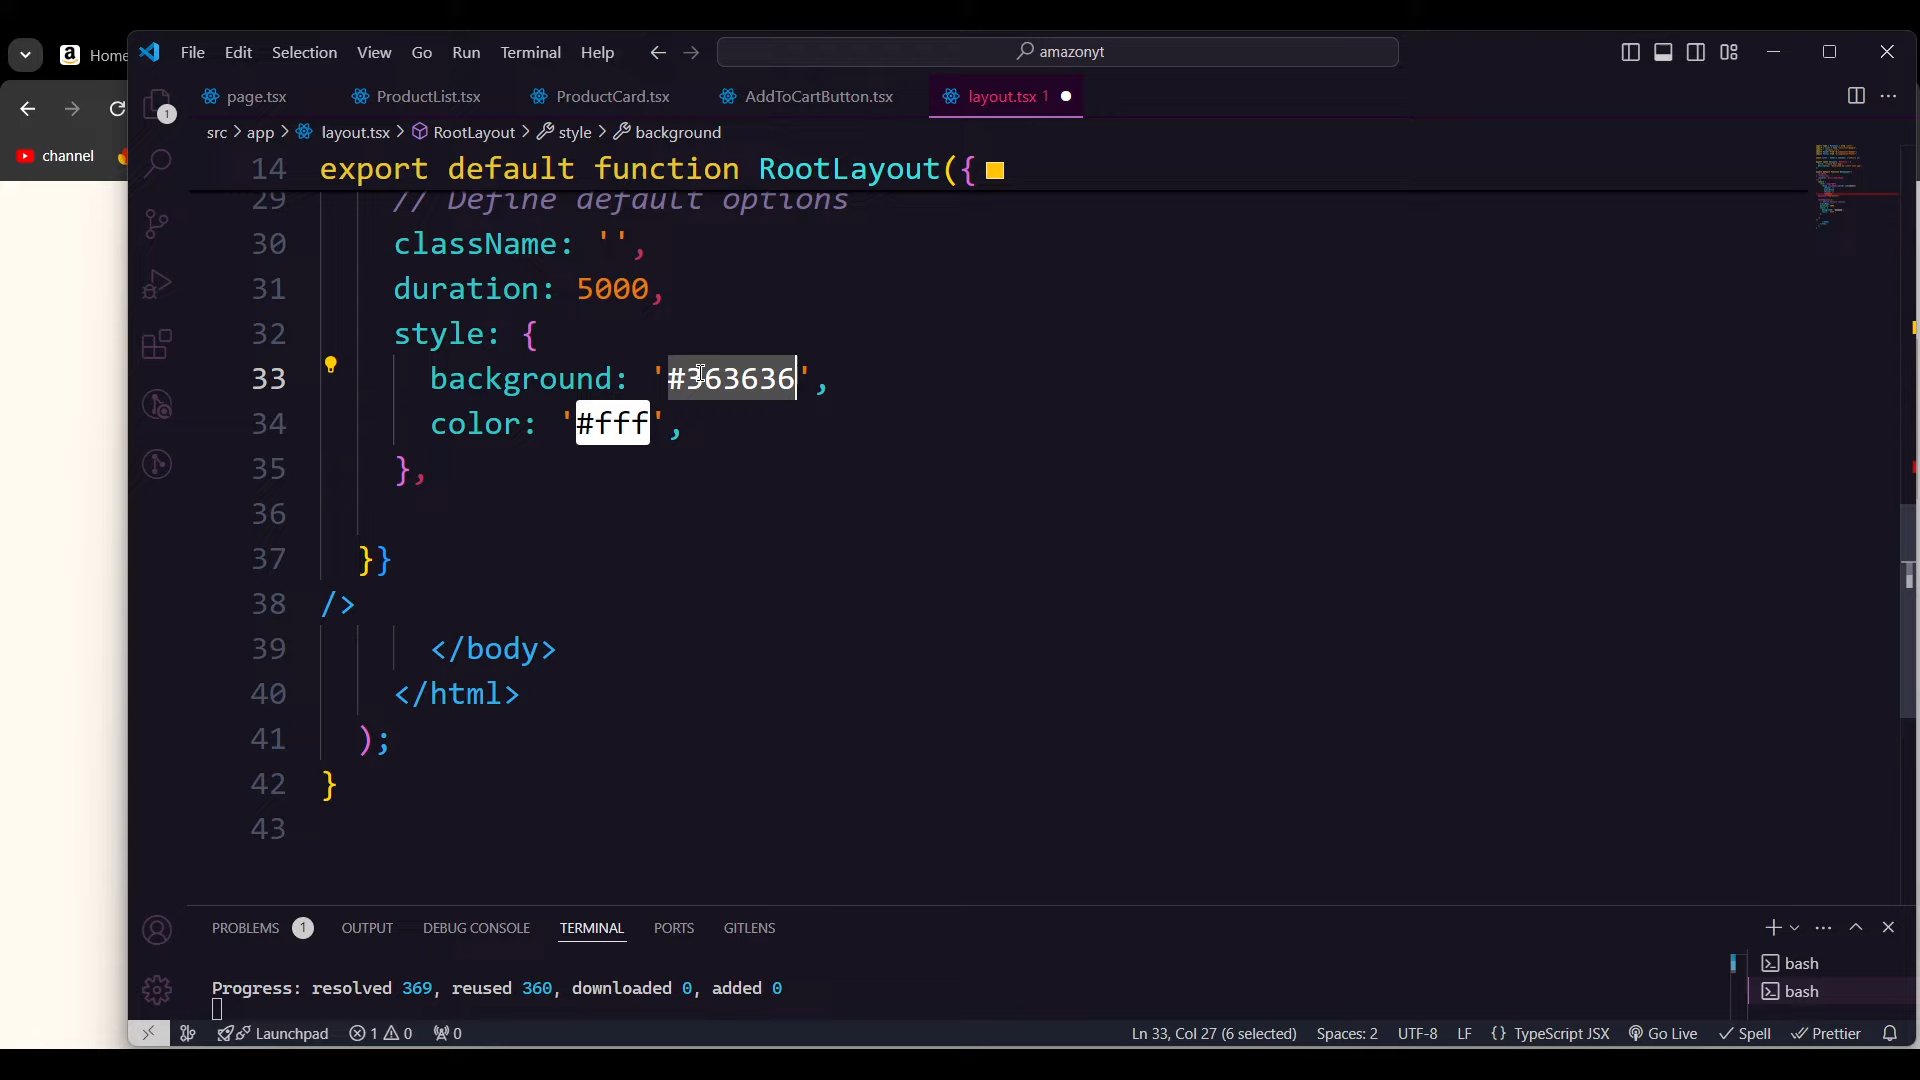 Home
File Edit Selection View Go Run Terminal Help
amazonyt
page.tsx ProductList.tsx ProductCard.tsx AddToCartButton.tsx layout.tsx 1
src > app > layout.tsx > RootLayout > style > background
channel
14 export default function RootLayout({
29 // Define default options
30 className: '',
31 duration: 5000,
32 style: {
33 background: '#363636',
34 color: '#fff',
35 },
36
37 }}
38 />
39 </body>
40 </html>
41 );
42 }
43
PROBLEMS 1 OUTPUT DEBUG CONSOLE TERMINAL PORTS GITLENS
Progress: resolved 369, reused 360, downloaded 0, added 0
bash
bash
Launchpad 1 0 0 Ln 33, Col 27 (6 selected) Spaces: 2 UTF-8 LF {} TypeScript JSX Go Live Spell Prettier